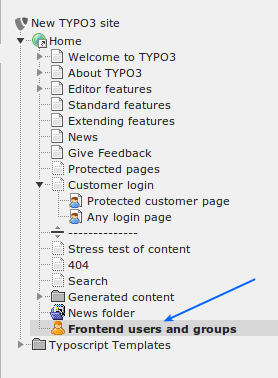 New TYPO3 site
Home
Welcome to TYPO3
About TYPO3
Editor features
Standard features
Extending features
News
Give Feedback
Protected pages
Customer login
Protected customer page
Any login page
--------------
Stress test of content
404
Search
Generated content
News folder
Frontend users and groups
Typoscript Templates